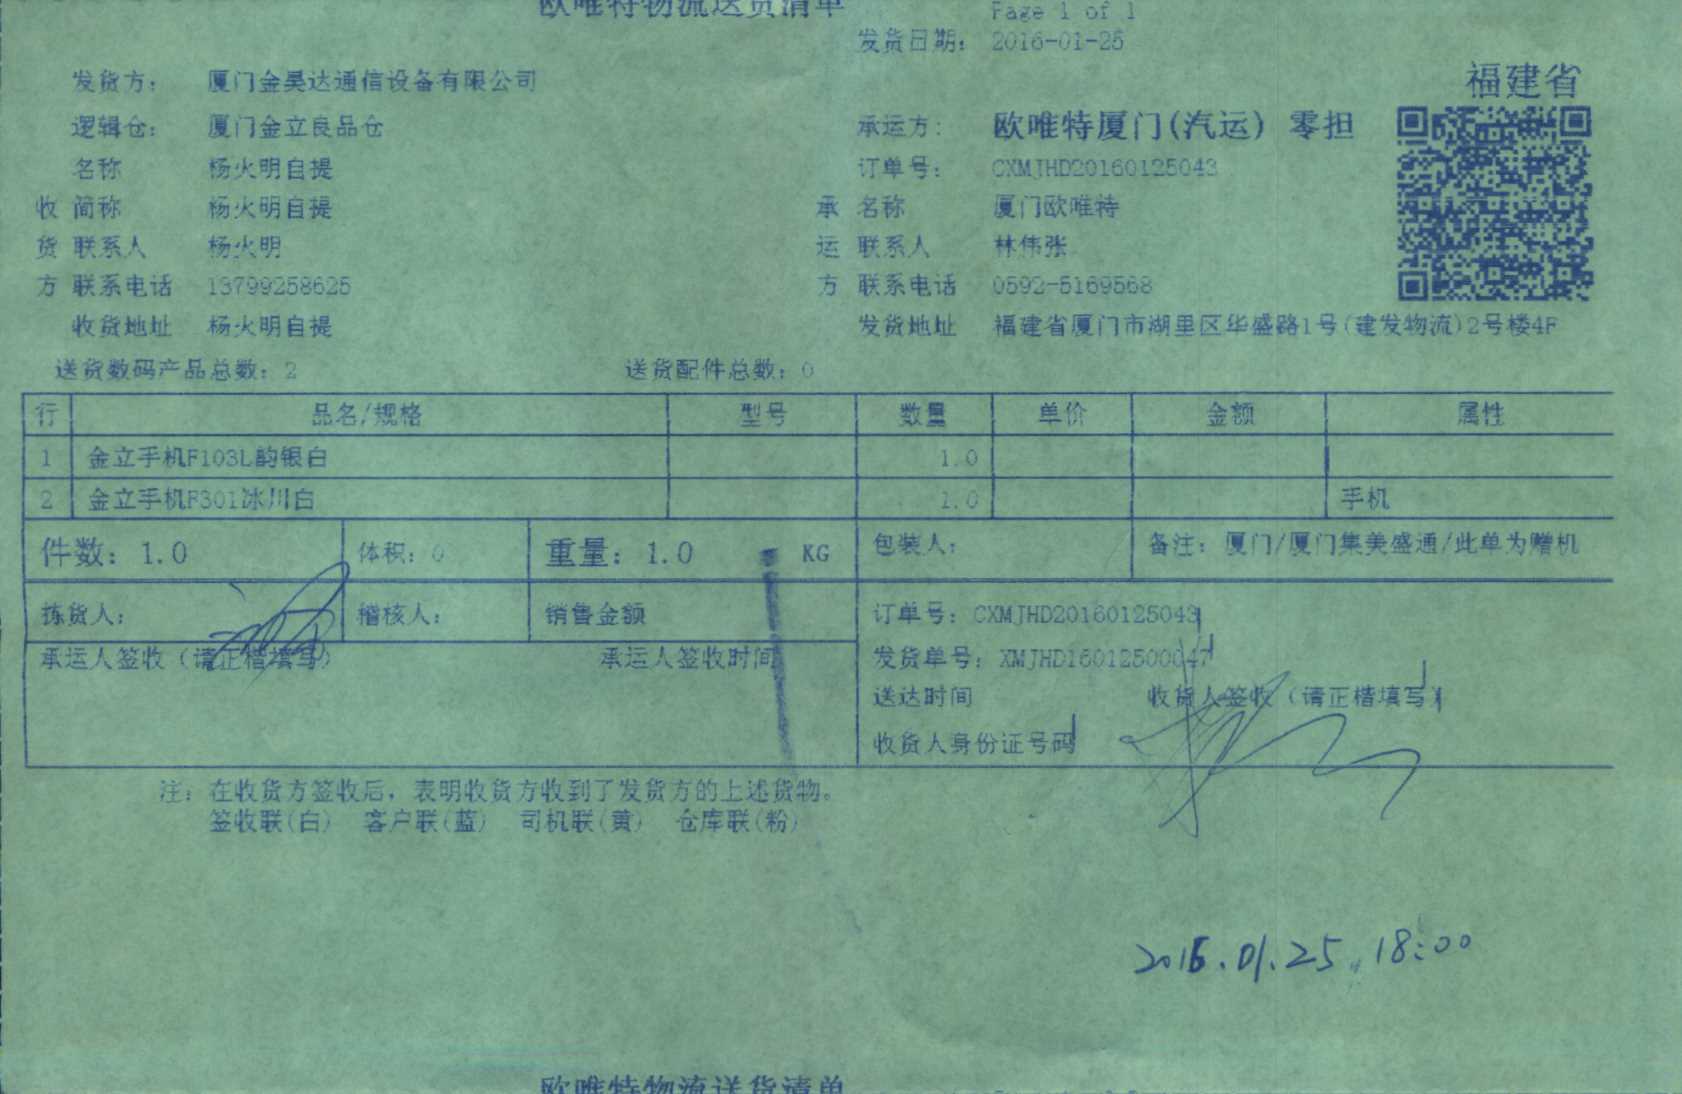 欧唯特物流送货清单
Page 1 of 1
发货日期： 2016-01-25
福建省
发货方： 厦门金昊达通信设备有限公司
逻辑仓： 厦门金立良品仓
承运方： 欧唯特厦门(汽运) 零担
名称 杨火明自提
订单号： CXMJHD20160125043
收 简称 杨火明自提
承 名称 厦门欧唯特
货 联系人 杨火明
运 联系人 林伟张
方 联系电话 13799258625
方 联系电话 0592-5169568
收货地址 杨火明自提
发货地址 福建省厦门市湖里区华盛路1号(建发物流)2号楼4F
送货数码产品总数：2 送货配件总数：0
行 品名/规格 型号 数量 单价 金额 属性
1 金立手机F103L韵银白 1.0
2 金立手机F301冰川白 1.0 手机
件数：1.0 体积：0 重量：1.0 KG 包装人： 备注：厦门/厦门集美盛通/此单为赠机
拣货人： 稽核人： 销售金额
订单号：CXMJHD20160125043
承运人签收（请正楷填写） 承运人签收时间
发货单号：XMJHD16012500047
送达时间 收货人签收（请正楷填写）
收货人身份证号码
注：在收货方签收后，表明收货方收到了发货方的上述货物。
签收联(白) 客户联(蓝) 司机联(黄) 仓库联(粉)
2016.01.25. 18:00
欧唯特物流送货清单